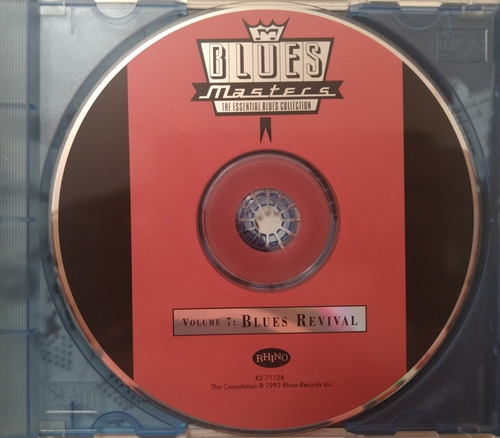 BLUES
Masters
THE ESSENTIAL BLUES COLLECTION
VOLUME 7: BLUES REVIVAL
RHINO
R2 71128
This Compilation ℗ 1993 Rhino Records Inc.